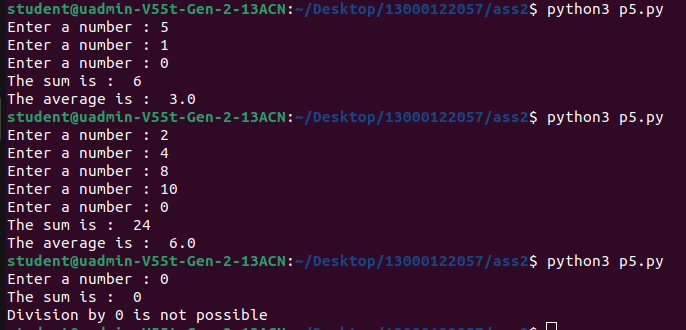 student@uadmin-V55t-Gen-2-13ACN:~/Desktop/13000122057/ass2$ python3 p5.py
Enter a number : 5
Enter a number : 1
Enter a number : 0
The sum is :  6
The average is :  3.0
student@uadmin-V55t-Gen-2-13ACN:~/Desktop/13000122057/ass2$ python3 p5.py
Enter a number : 2
Enter a number : 4
Enter a number : 8
Enter a number : 10
Enter a number : 0
The sum is :  24
The average is :  6.0
student@uadmin-V55t-Gen-2-13ACN:~/Desktop/13000122057/ass2$ python3 p5.py
Enter a number : 0
The sum is :  0
Division by 0 is not possible